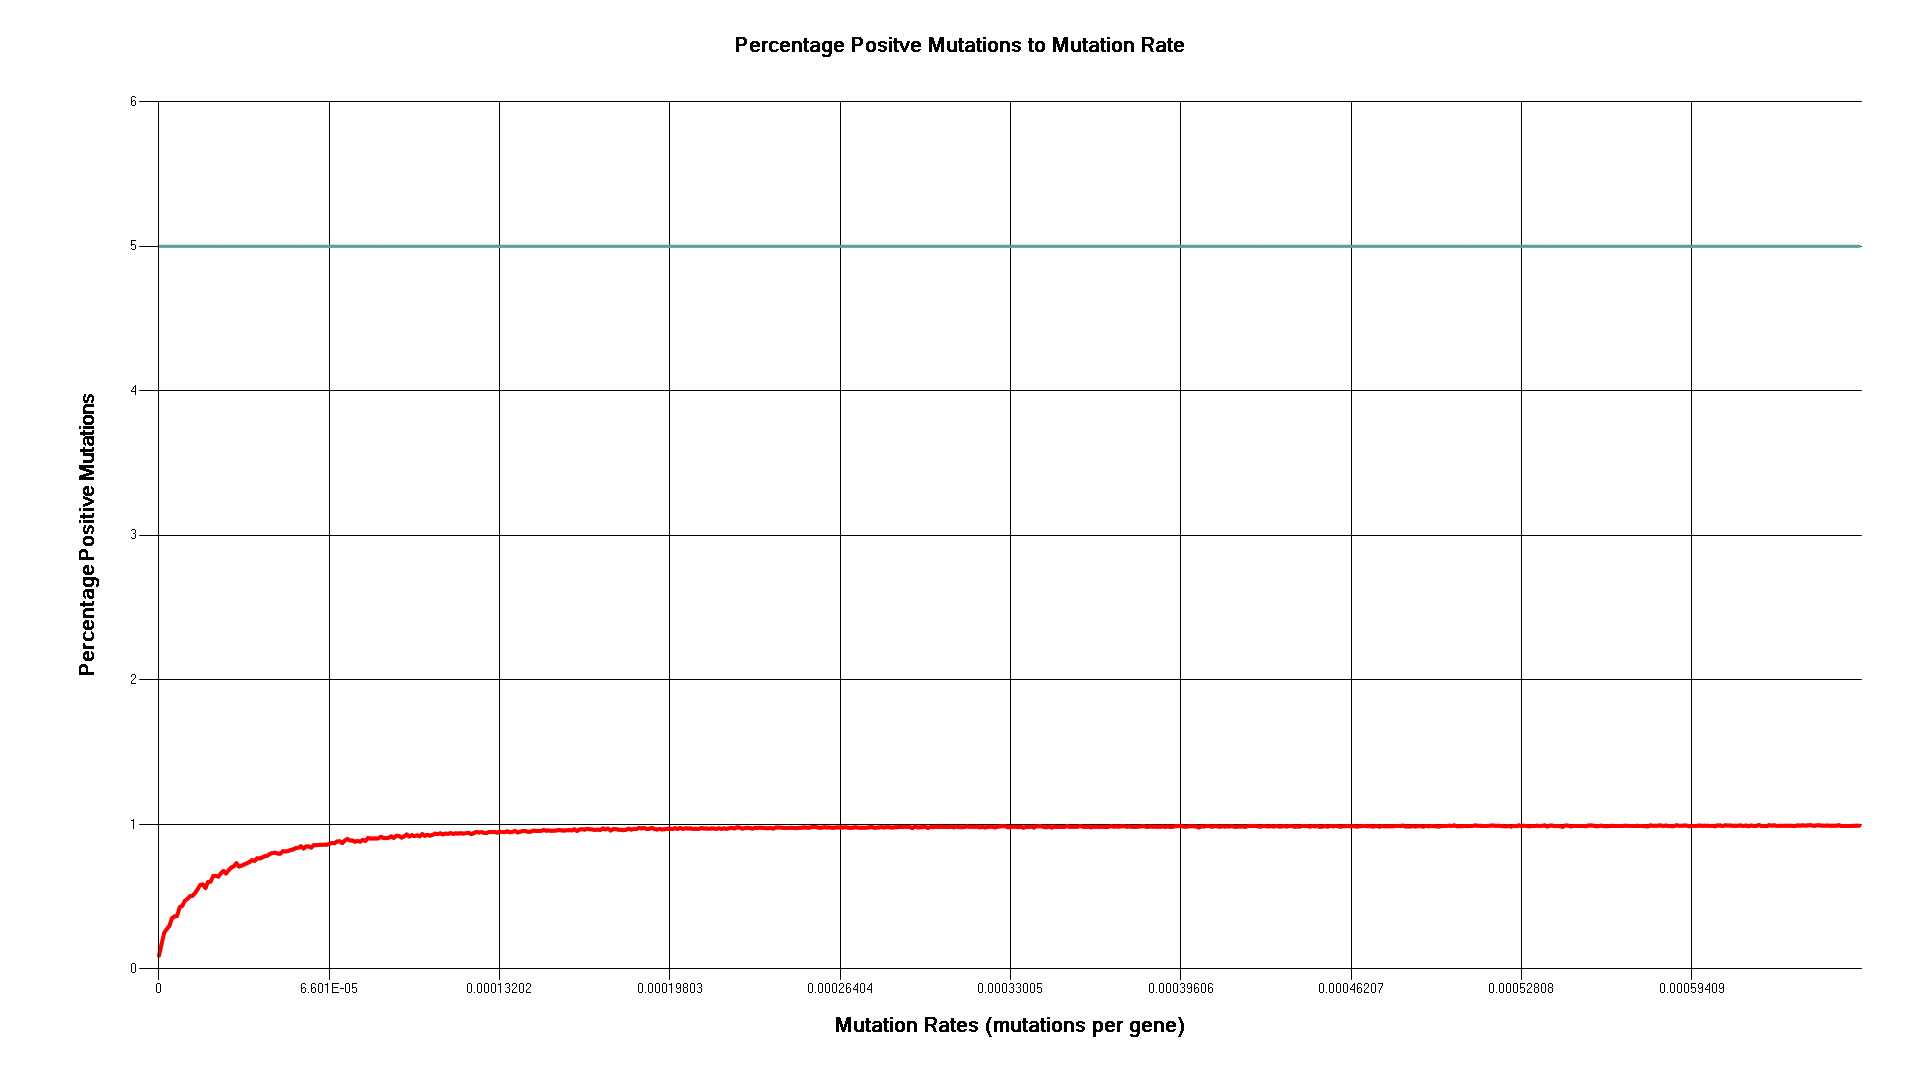 Percentage Positve Mutations to Mutation Rate
6
5
4
3
2
1
0
Percentage Positive Mutations
0 6.601E-05 0.00013202 0.00019803 0.00026404 0.00033005 0.00039606 0.00046207 0.00052808 0.00059409
Mutation Rates (mutations per gene)